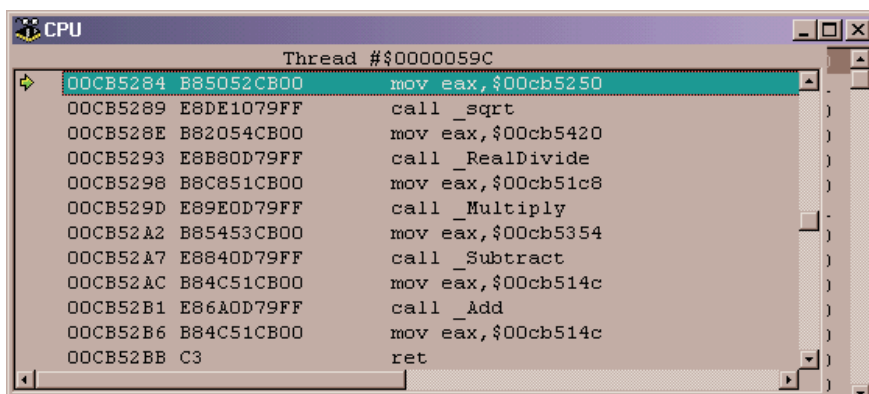 CPU
Thread #$0000059C
00CB5284 B85052CB00 mov eax,$00cb5250
00CB5289 E8DE1079FF call _sqrt
00CB528E B82054CB00 mov eax,$00cb5420
00CB5293 E8B80D79FF call _RealDivide
00CB5298 B8C851CB00 mov eax,$00cb51c8
00CB529D E89E0D79FF call _Multiply
00CB52A2 B85453CB00 mov eax,$00cb5354
00CB52A7 E8840D79FF call _Subtract
00CB52AC B84C51CB00 mov eax,$00cb514c
00CB52B1 E86A0D79FF call _Add
00CB52B6 B84C51CB00 mov eax,$00cb514c
00CB52BB C3 ret